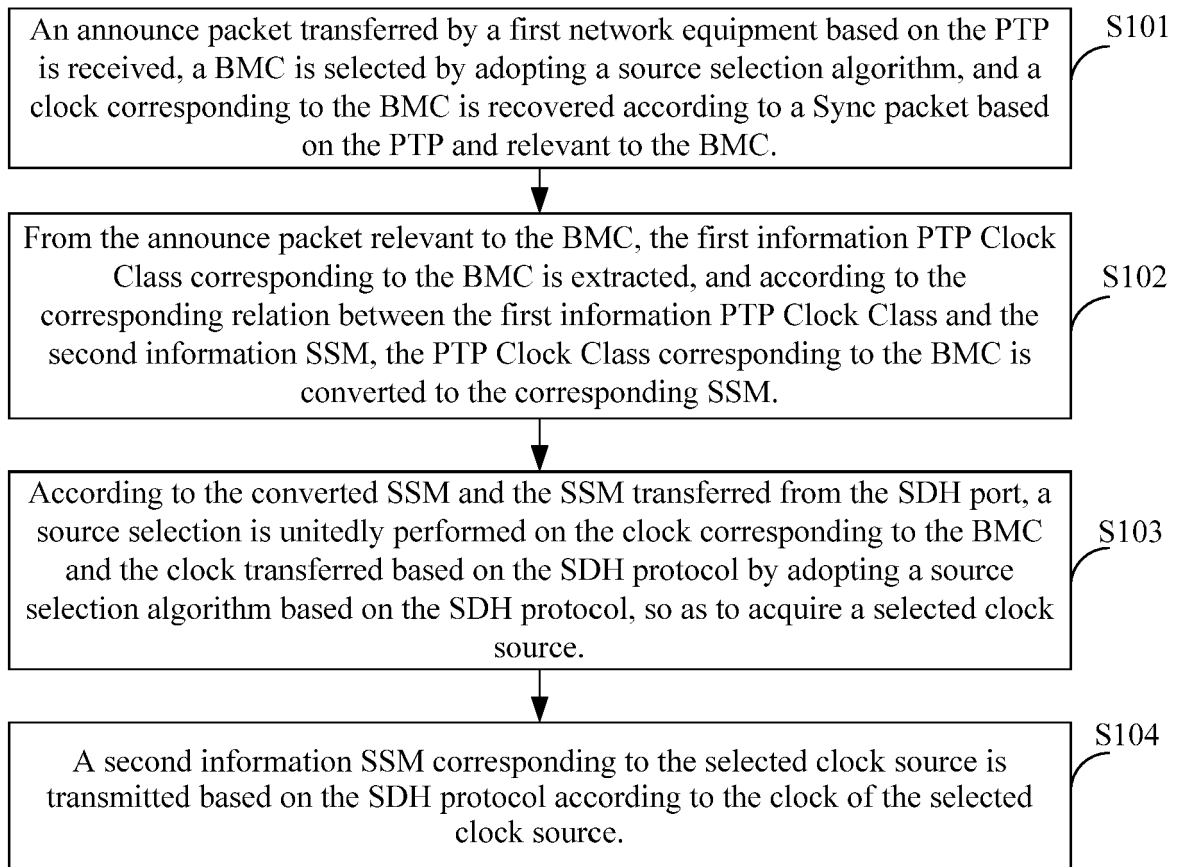 An announce packet transferred by a first network equipment based on the PTP
is received, a BMC is selected by adopting a source selection algorithm, and a
clock corresponding to the BMC is recovered according to a Sync packet based
on the PTP and relevant to the BMC.
S101
From the announce packet relevant to the BMC, the first information PTP Clock
Class corresponding to the BMC is extracted, and according to the
corresponding relation between the first information PTP Clock Class and the
second information SSM, the PTP Clock Class corresponding to the BMC is
converted to the corresponding SSM.
S102
According to the converted SSM and the SSM transferred from the SDH port, a
source selection is unitedly performed on the clock corresponding to the BMC
and the clock transferred based on the SDH protocol by adopting a source
selection algorithm based on the SDH protocol, so as to acquire a selected clock
source.
S103
A second information SSM corresponding to the selected clock source is
transmitted based on the SDH protocol according to the clock of the selected
clock source.
S104